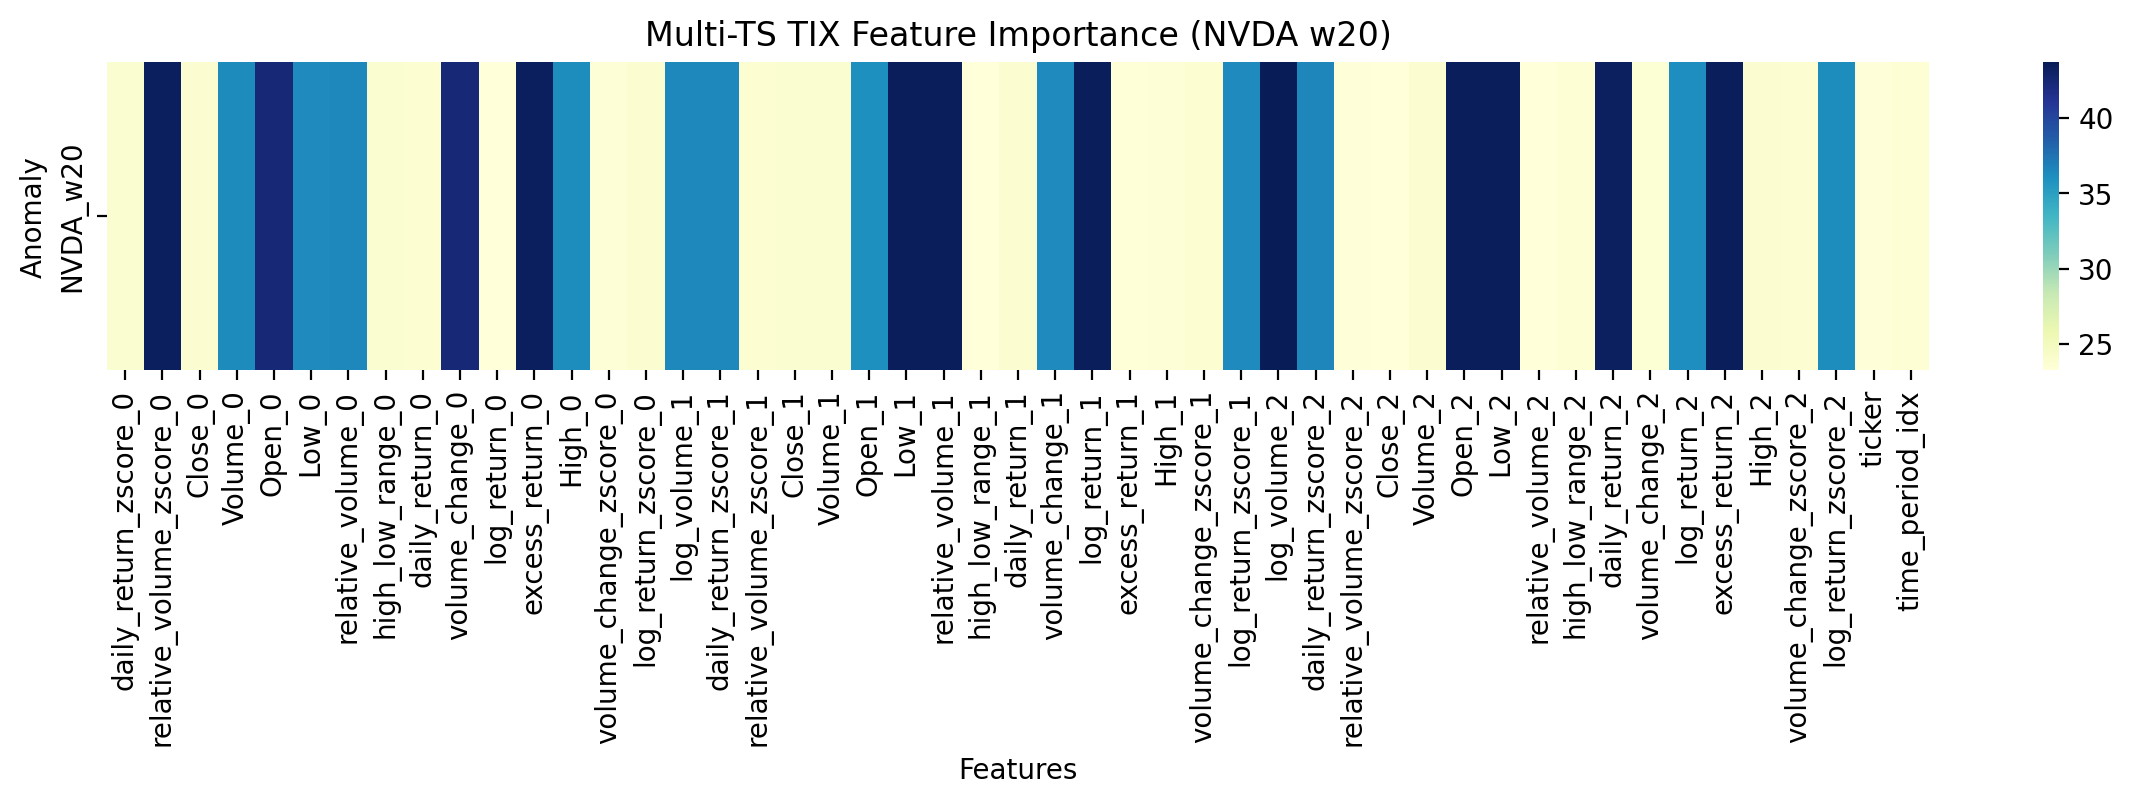 Multi-TS TIX Feature Importance (NVDA w20)
Anomaly
NVDA_w20
40
35
30
25
daily_return_zscore_0
relative_volume_zscore_0
Close_0
Volume_0
Open_0
Low_0
relative_volume_0
high_low_range_0
daily_return_0
volume_change_0
log_return_0
excess_return_0
High_0
volume_change_zscore_0
log_return_zscore_0
log_volume_1
daily_return_zscore_1
relative_volume_zscore_1
Close_1
Volume_1
Open_1
Low_1
relative_volume_1
high_low_range_1
daily_return_1
volume_change_1
log_return_1
excess_return_1
High_1
volume_change_zscore_1
log_return_zscore_1
log_volume_2
daily_return_zscore_2
relative_volume_zscore_2
Close_2
Volume_2
Open_2
Low_2
relative_volume_2
high_low_range_2
daily_return_2
volume_change_2
log_return_2
excess_return_2
High_2
volume_change_zscore_2
log_return_zscore_2
ticker
time_period_idx
Features